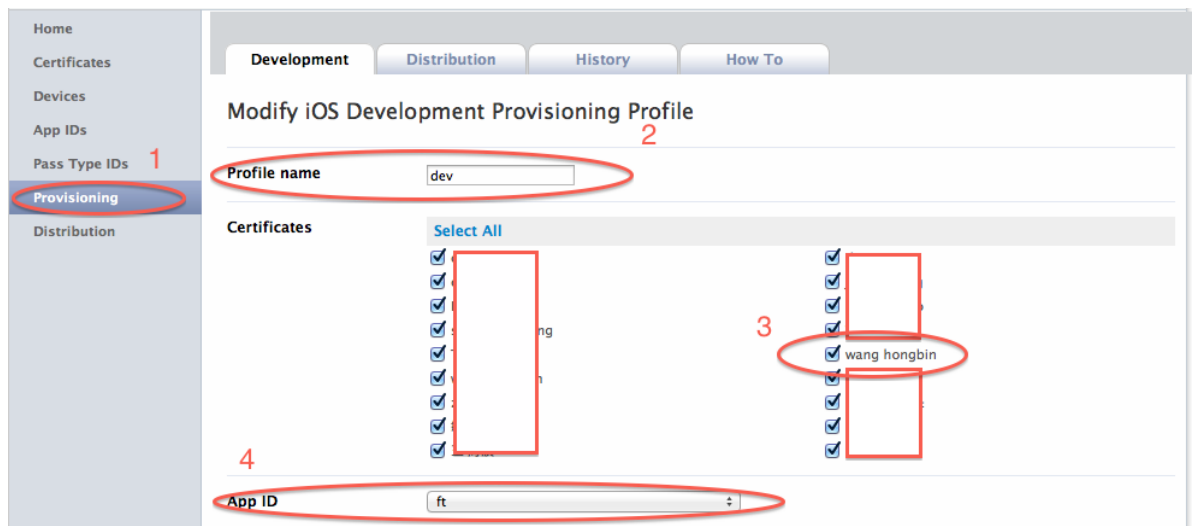 Home
Certificates
Devices
App IDs
Pass Type IDs
1
Provisioning
Distribution
Development Distribution History How To
Modify iOS Development Provisioning Profile
2
Profile name dev
Certificates Select All
3
wang hongbin
4
App ID ft